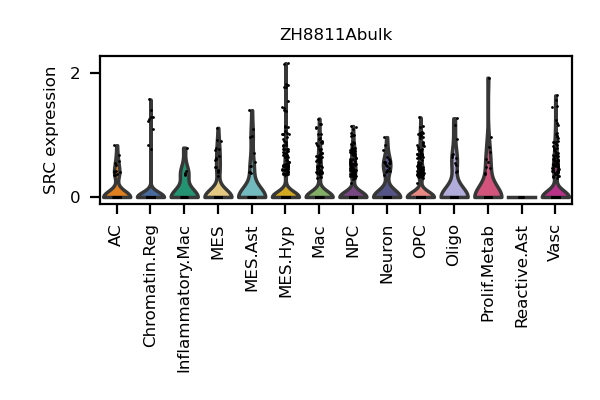 ZH8811Abulk
SRC expression
2
0
AC
Chromatin.Reg
Inflammatory.Mac
MES
MES.Ast
MES.Hyp
Mac
NPC
Neuron
OPC
Oligo
Prolif.Metab
Reactive.Ast
Vasc